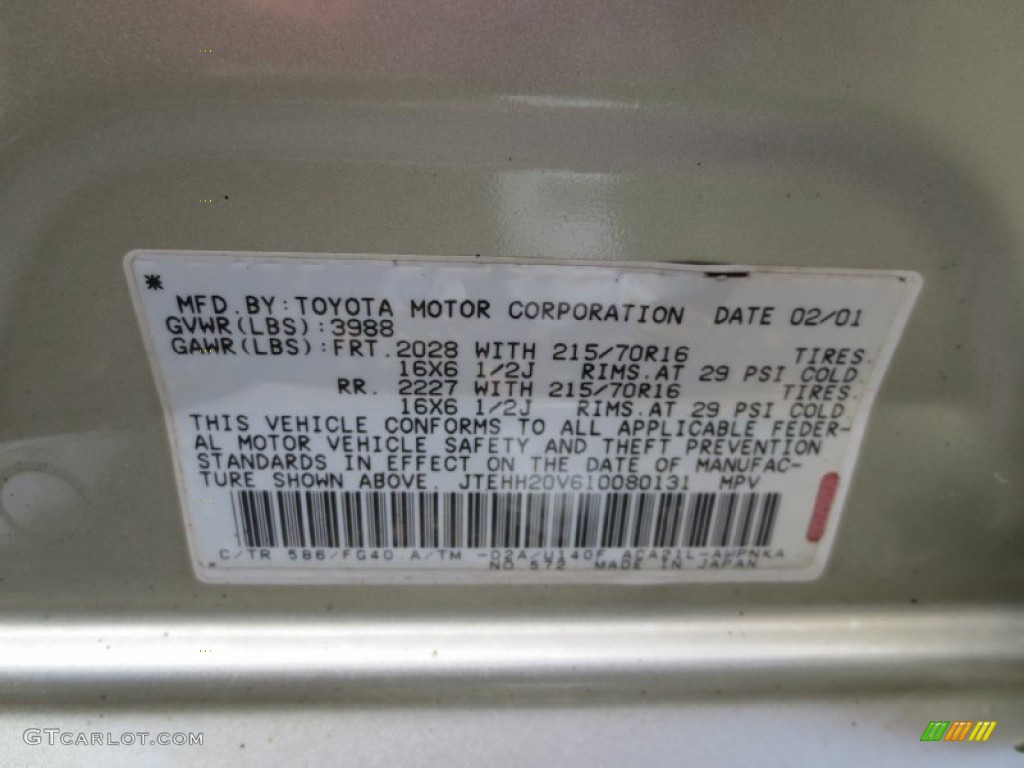 MFD. BY: TOYOTA MOTOR CORPORATION DATE 02/01
GVWR(LBS): 3988
GAWR(LBS): FRT. 2028 WITH 215/70R16 TIRES.
16X6 1/2J RIMS. AT 29 PSI COLD.
RR. 2227 WITH 215/70R16 TIRES.
16X6 1/2J RIMS. AT 29 PSI COLD.
THIS VEHICLE CONFORMS TO ALL APPLICABLE FEDER-
AL MOTOR VEHICLE SAFETY AND THEFT PREVENTION
STANDARDS IN EFFECT ON THE DATE OF MANUFAC-
TURE SHOWN ABOVE. JTEHH20V610080131 MPV
C/TR 586/FG40 A/TM -02A/U140F ACA21L-AWPNKA
NO 572 MADE IN JAPAN
GTCARLOT.COM